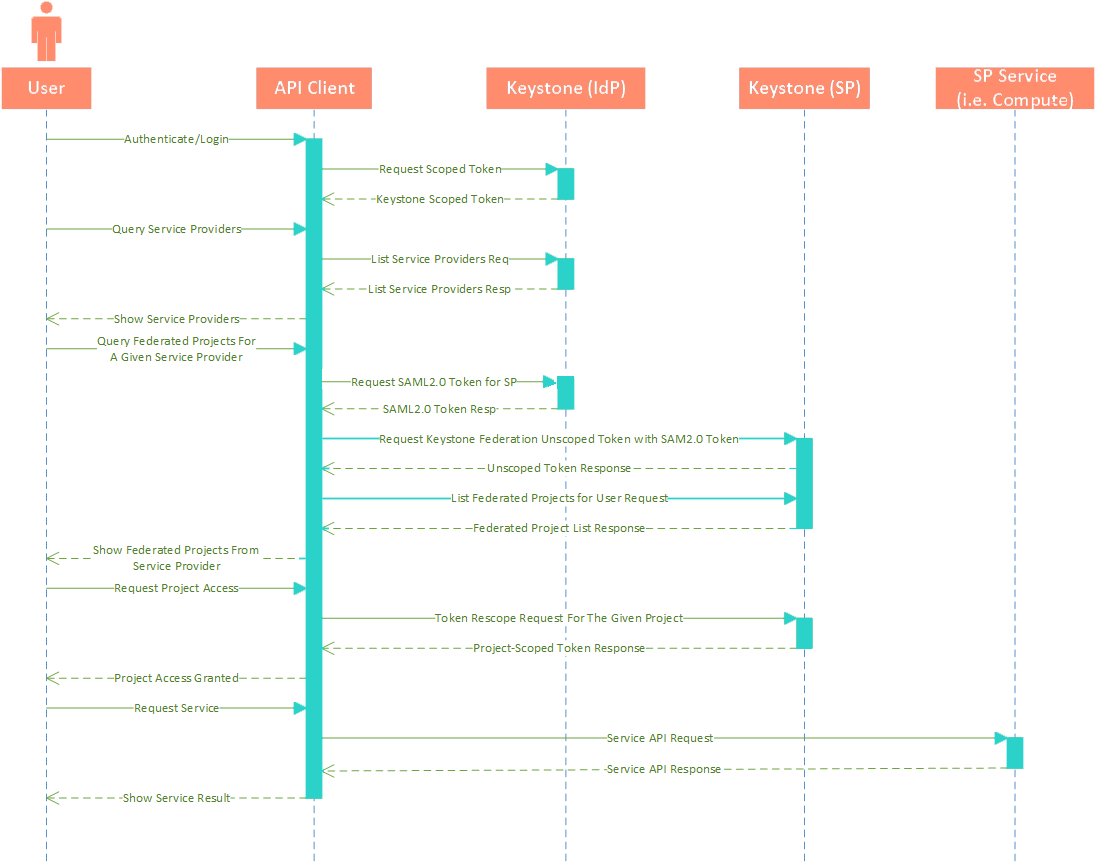 User
API Client
Keystone (IdP)
Keystone (SP)
SP Service
(i.e. Compute)
Authenticate/Login
Request Scoped Token
Keystone Scoped Token
Query Service Providers
List Service Providers Req
List Service Providers Resp
Show Service Providers
Query Federated Projects For
A Given Service Provider
Request SAML2.0 Token for SP
SAML2.0 Token Resp
Request Keystone Federation Unscoped Token with SAM2.0 Token
Unscoped Token Response
List Federated Projects for User Request
Federated Project List Response
Show Federated Projects From
Service Provider
Request Project Access
Token Rescope Request For The Given Project
Project-Scoped Token Response
Project Access Granted
Request Service
Service API Request
Service API Response
Show Service Result